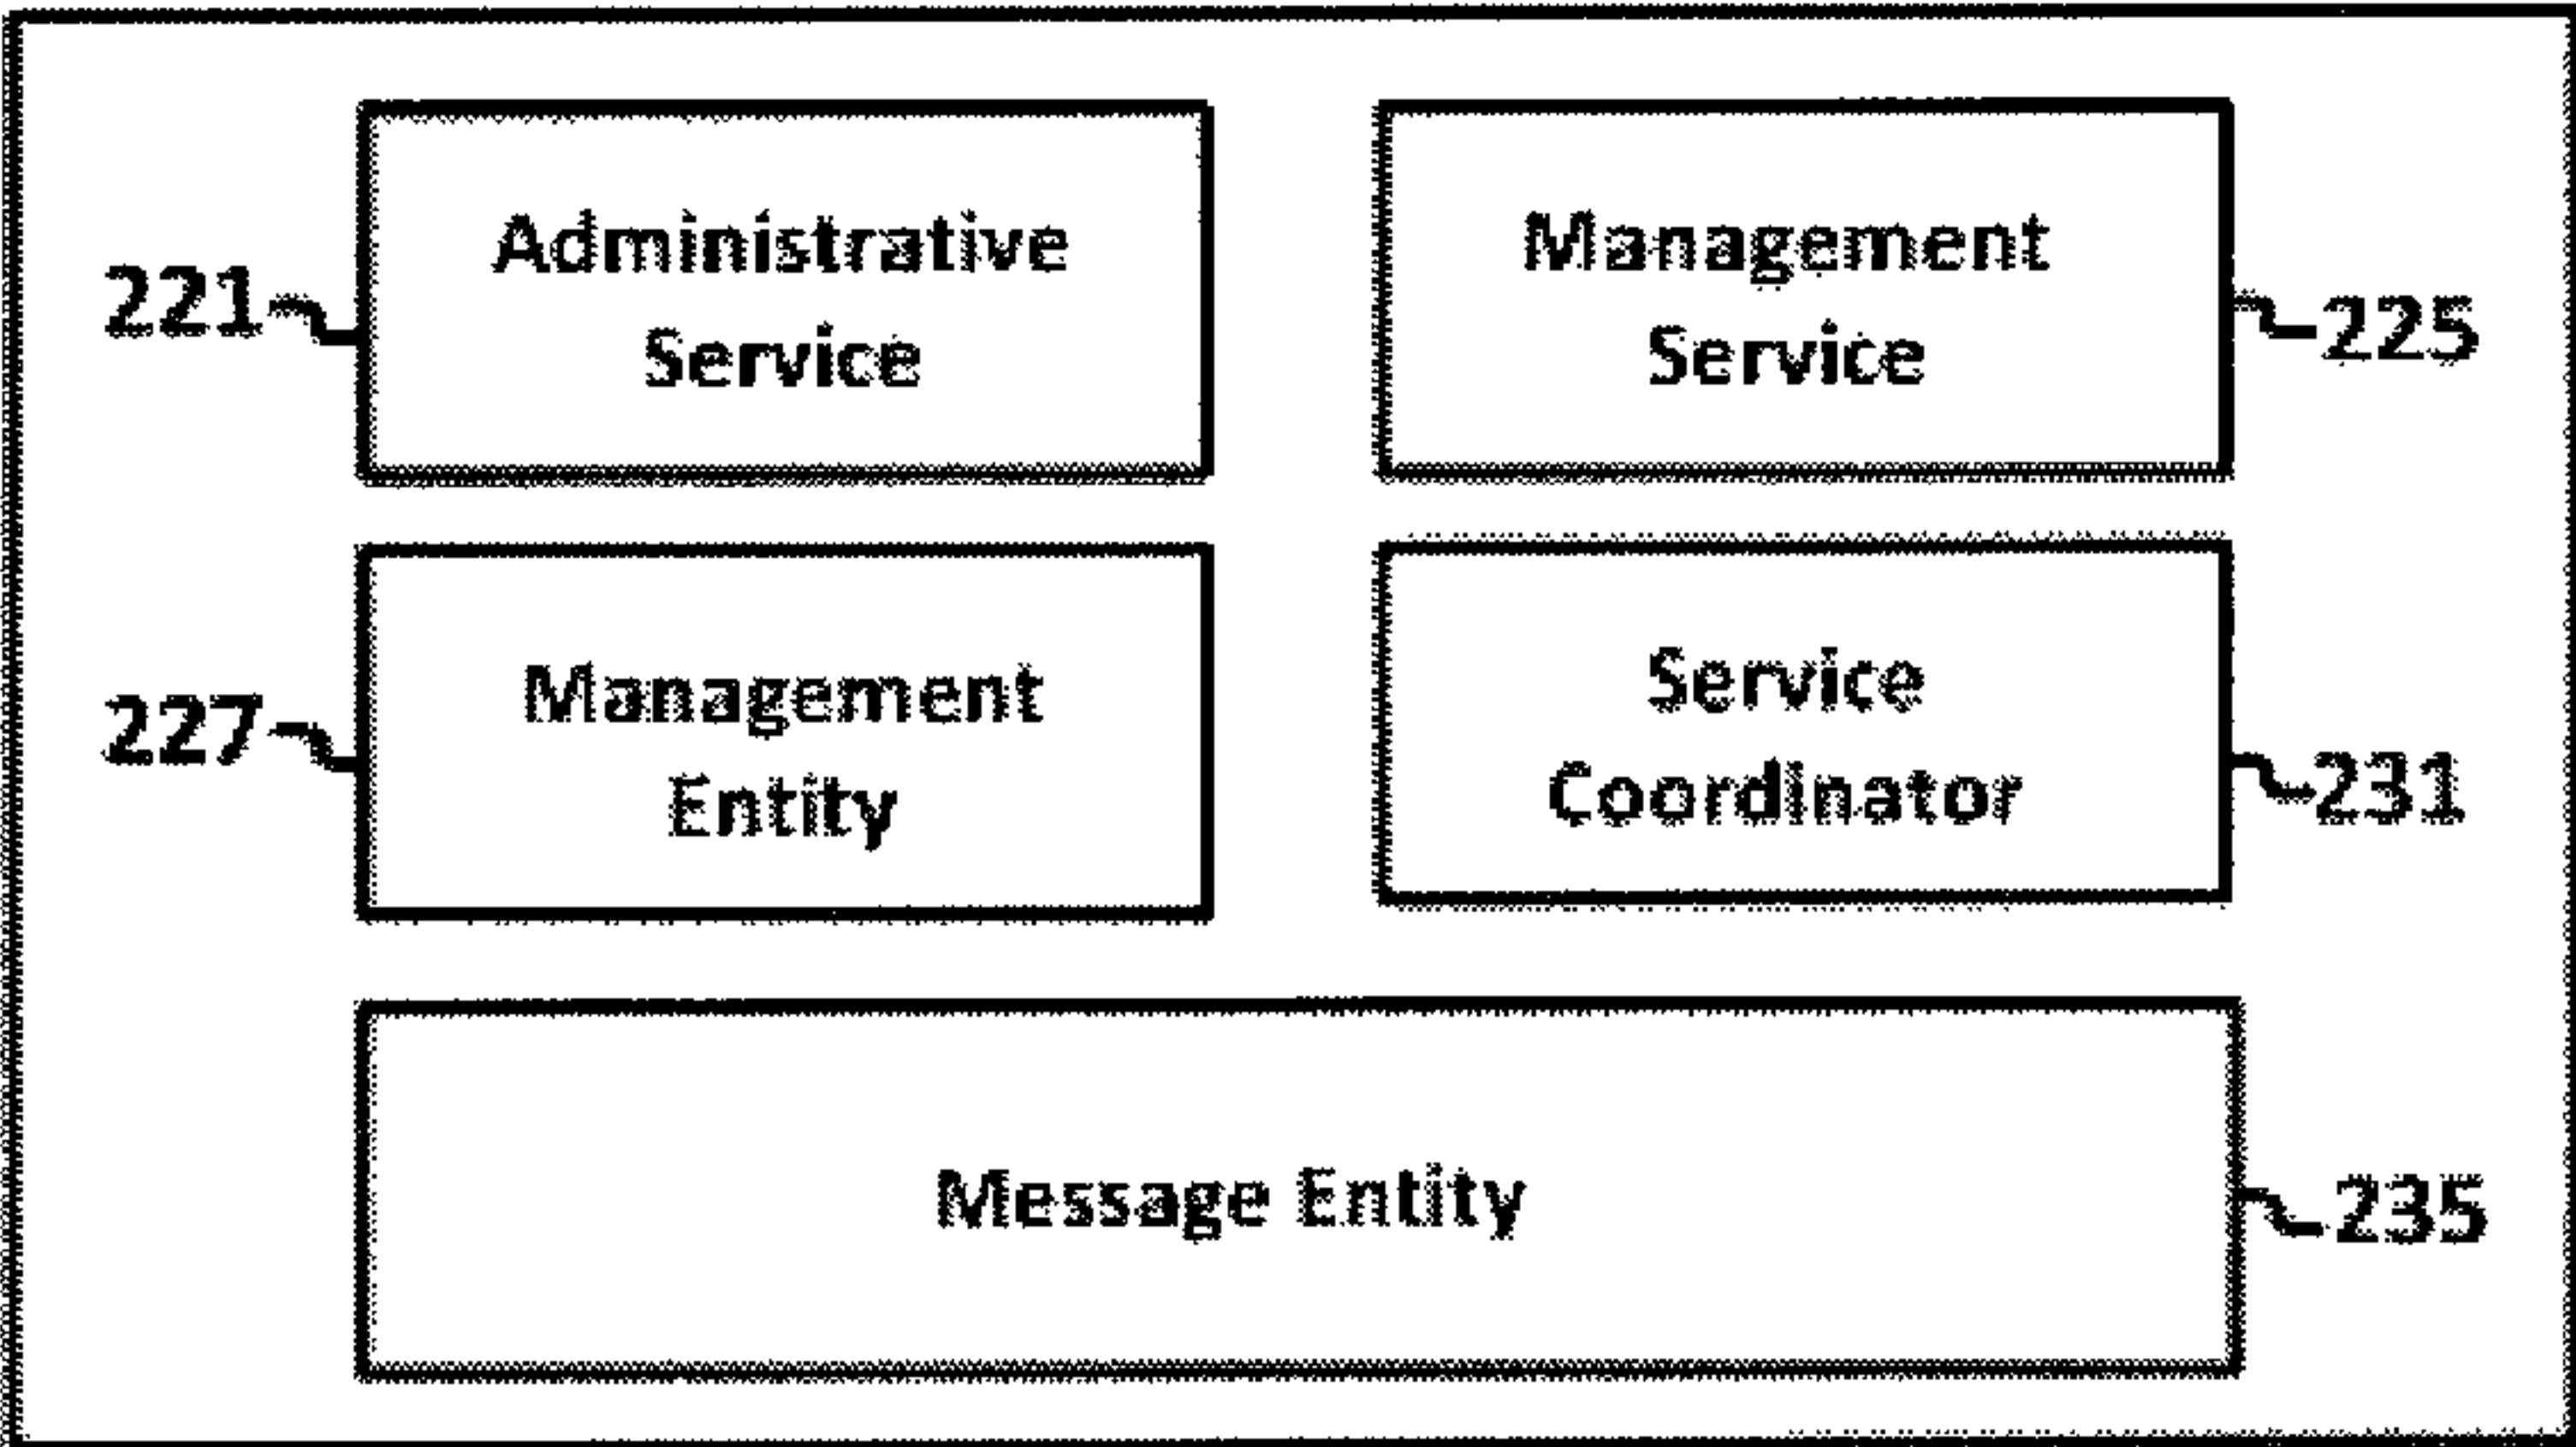 Administrative
Service
221
Management
Service
225
Management
Entity
227
Service
Coordinator
231
Message Entity
235